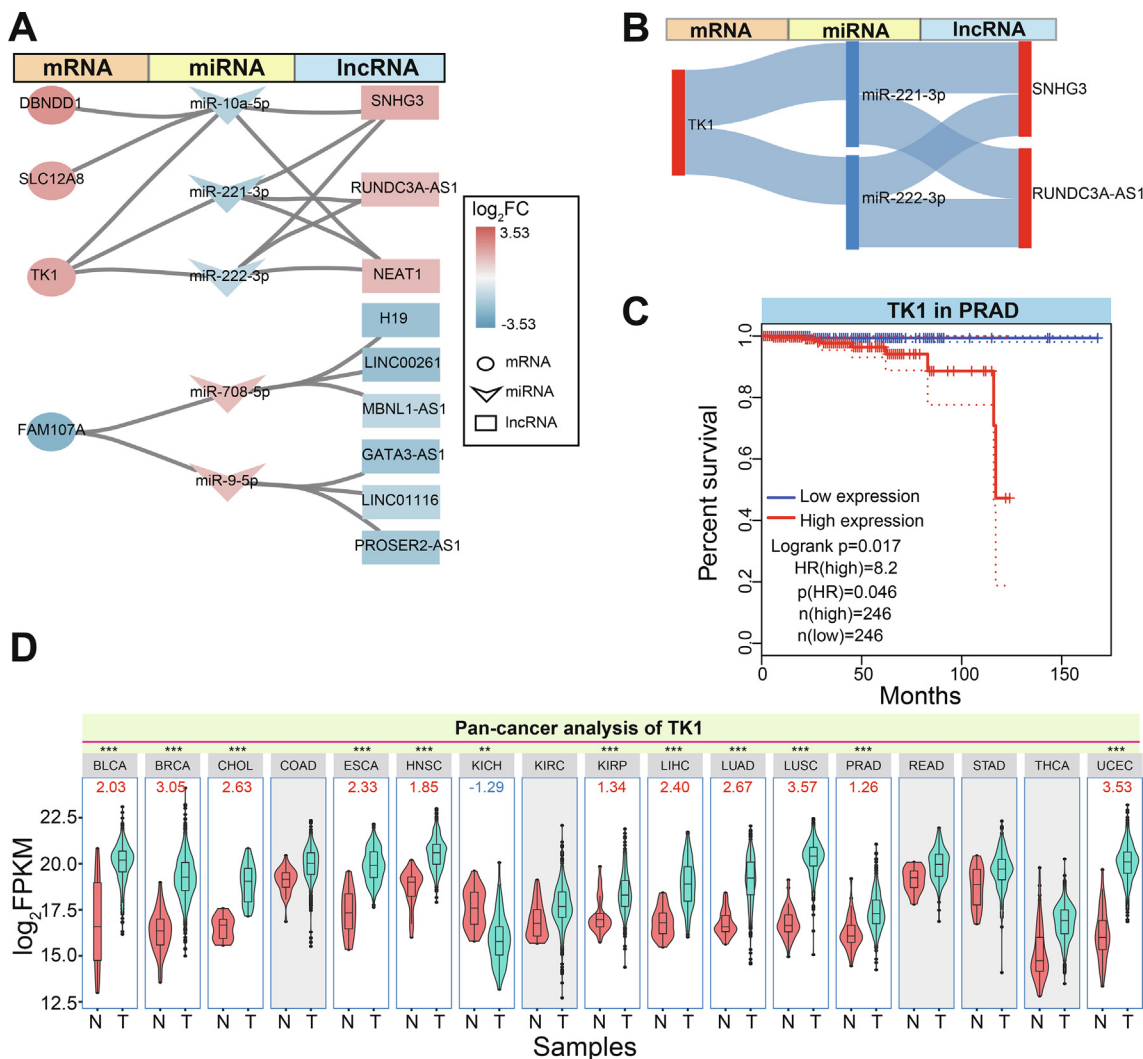 A
mRNA miRNA lncRNA
DBNDD1 miR-10a-5p SNHG3
SLC12A8 miR-221-3p RUNDC3A-AS1
TK1 miR-222-3p NEAT1
H19
LINC00261
miR-708-5p
MBNL1-AS1
FAM107A
GATA3-AS1
miR-9-5p
LINC01116
PROSER2-AS1
log2FC
3.53
-3.53
mRNA
miRNA
lncRNA
B
mRNA miRNA lncRNA
miR-221-3p SNHG3
TK1
miR-222-3p RUNDC3A-AS1
C
TK1 in PRAD
Percent survival
1.0
0.8
0.6
0.4
0.2
0.0
Low expression
High expression
Logrank p=0.017
HR(high)=8.2
p(HR)=0.046
n(high)=246
n(low)=246
0 50 100 150
Months
D
Pan-cancer analysis of TK1
*** *** *** *** *** ** *** *** *** *** *** ***
BLCA BRCA CHOL COAD ESCA HNSC KICH KIRC KIRP LIHC LUAD LUSC PRAD READ STAD THCA UCEC
2.03 3.05 2.63 2.33 1.85 -1.29 1.34 2.40 2.67 3.57 1.26 3.53
log2FPKM
22.5
20.0
17.5
15.0
12.5
N T N T N T N T N T N T N T N T N T N T N T N T N T N T N T N T N T
Samples